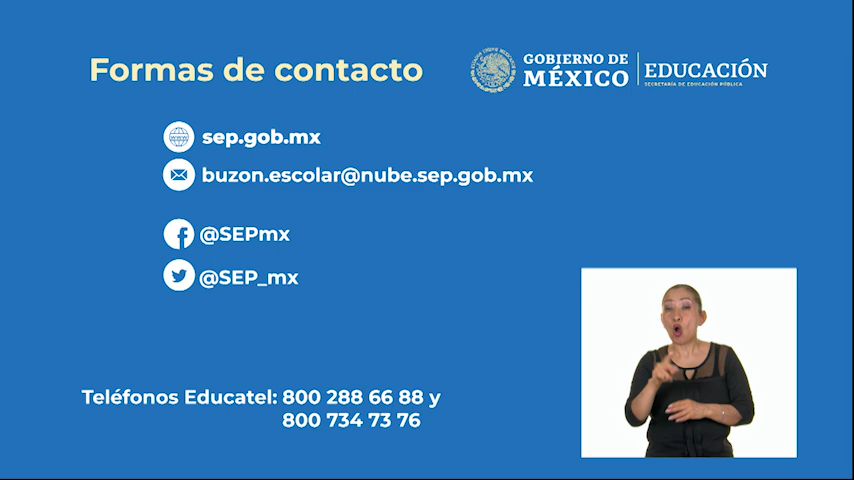 Formas de contacto
GOBIERNO DE
MÉXICO
EDUCACIÓN
SECRETARÍA DE EDUCACIÓN PÚBLICA
sep.gob.mx
buzon.escolar@nube.sep.gob.mx
@SEPmx
@SEP_mx
Teléfonos Educatel: 800 288 66 88 y
800 734 73 76